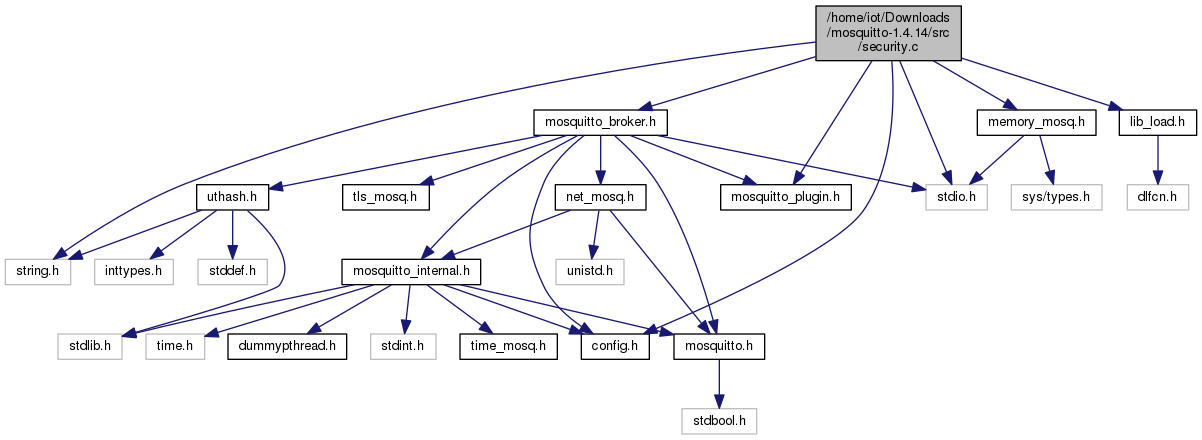 /home/iot/Downloads
/mosquitto-1.4.14/src
/security.c
mosquitto_broker.h
memory_mosq.h
lib_load.h
uthash.h
tls_mosq.h
net_mosq.h
mosquitto_plugin.h
stdio.h
sys/types.h
dlfcn.h
string.h
inttypes.h
stddef.h
mosquitto_internal.h
unistd.h
stdlib.h
time.h
dummypthread.h
stdint.h
time_mosq.h
config.h
mosquitto.h
stdbool.h